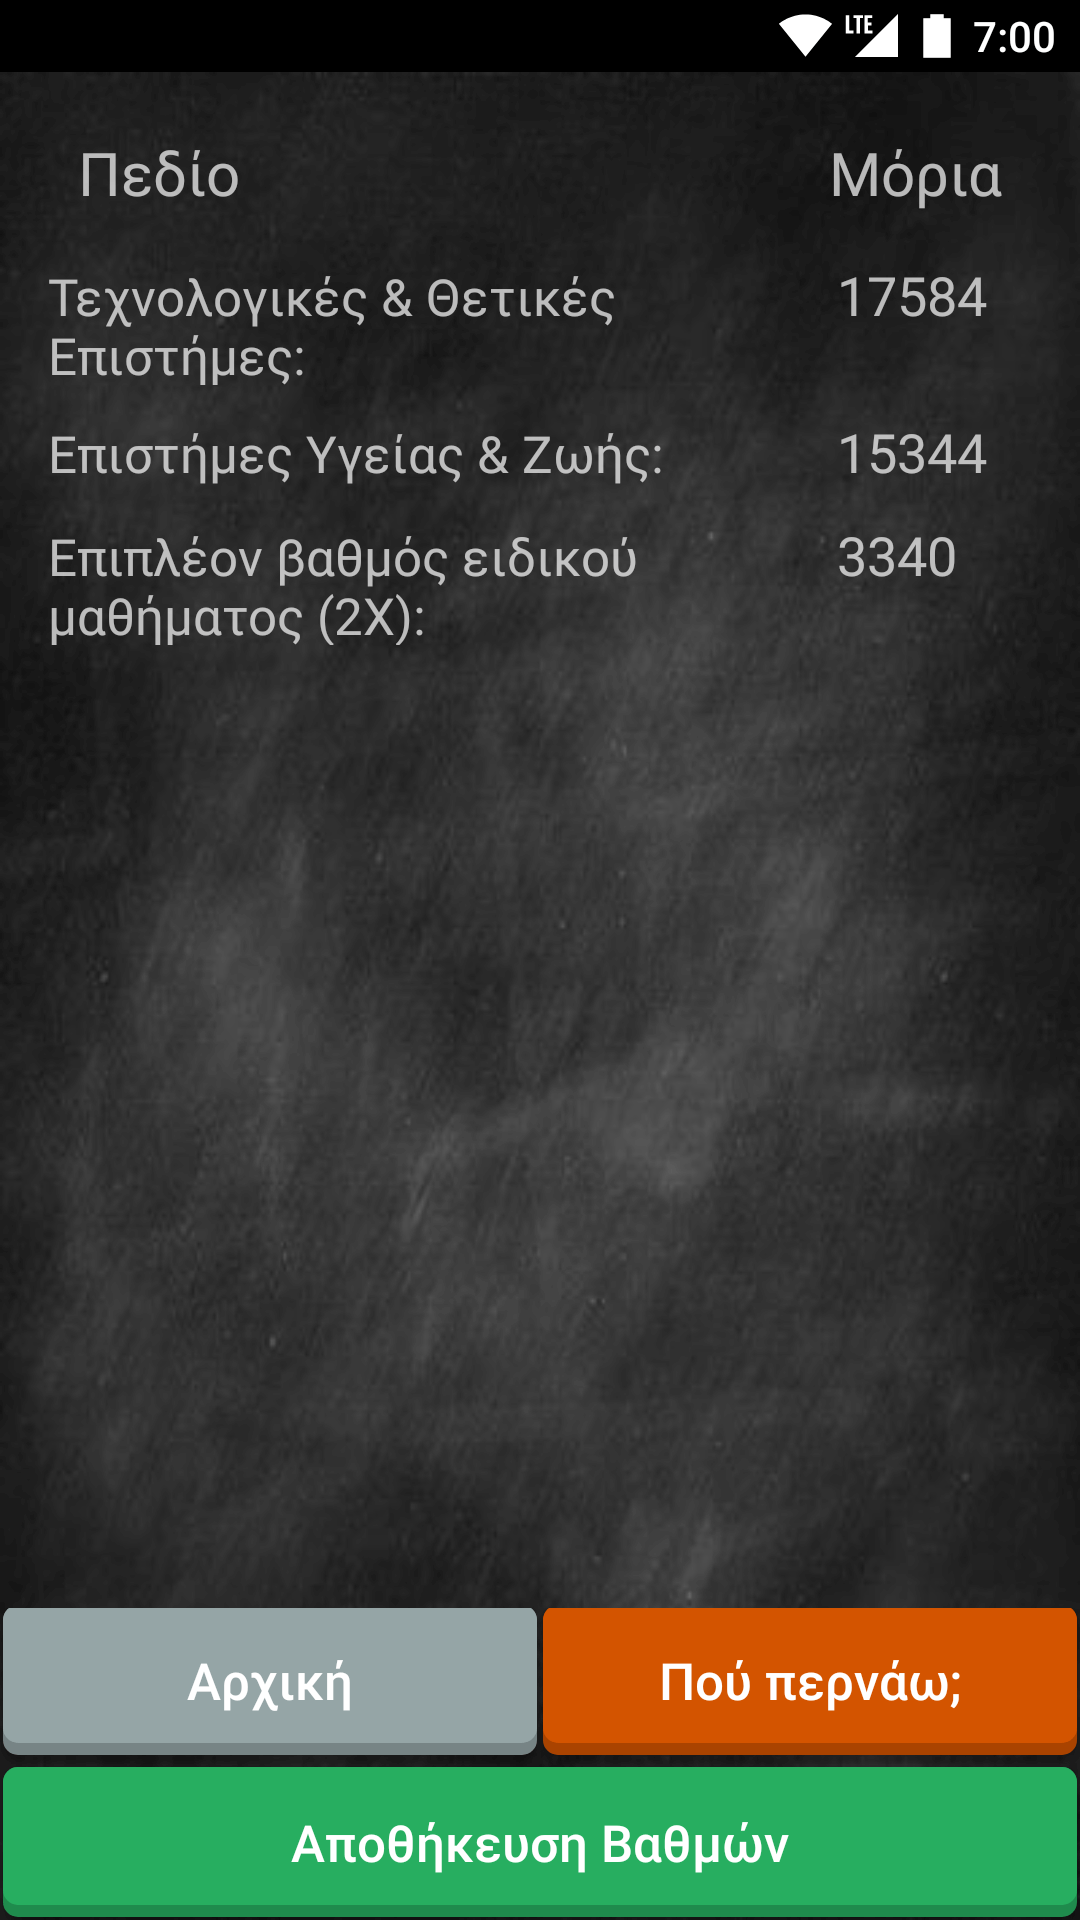 LTE 7:00
Πεδίο Μόρια
Τεχνολογικές & Θετικές 17584
Επιστήμες:
Επιστήμες Υγείας & Ζωής: 15344
Επιπλέον βαθμός ειδικού 3340
μαθήματος (2Χ):
Αρχική Πού περνάω;
Αποθήκευση Βαθμών